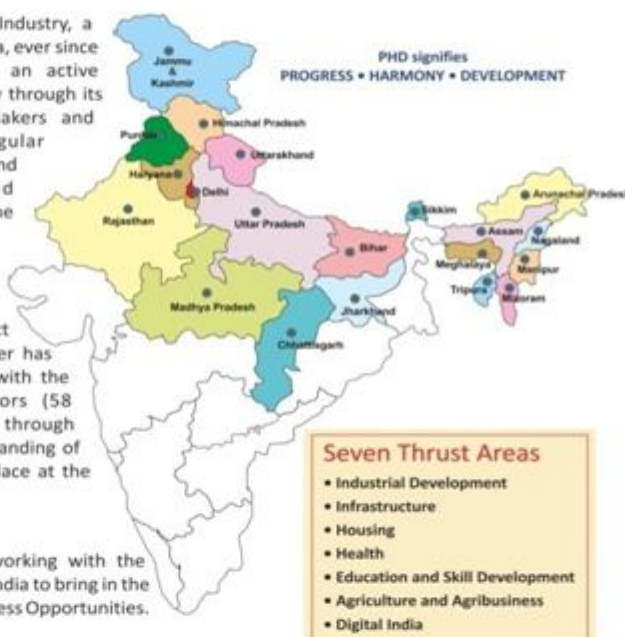 Industry, a
, ever since
an active
through its
akers and
gular
nd
d
ne
ct
er has
with the
ors (58
through
anding of
lace at the
working with the
ndia to bring in the
ess Opportunities.
PHD signifies
PROGRESS • HARMONY • DEVELOPMENT
Jammu
&
Kashmir
Himachal Pradesh
Punjab
Uttarakhand
Haryana
Delhi
Rajasthan
Uttar Pradesh
Sikkim
Arunachal Pradesh
Assam
Nagaland
Bihar
Meghalaya
Manipur
Tripura
Mizoram
Madhya Pradesh
Jharkhand
Chhattisgarh
Seven Thrust Areas
• Industrial Development
• Infrastructure
• Housing
• Health
• Education and Skill Development
• Agriculture and Agribusiness
• Digital India